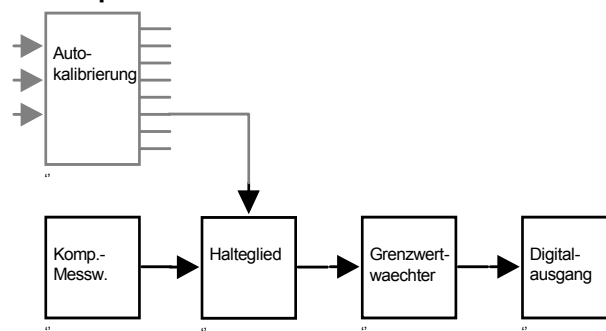 Auto-
kalibrierung
‘’
Komp.-
Messw.
Halteglied
Grenzwert-
waechter
Digital-
ausgang
‘’
‘’
‘’
‘’